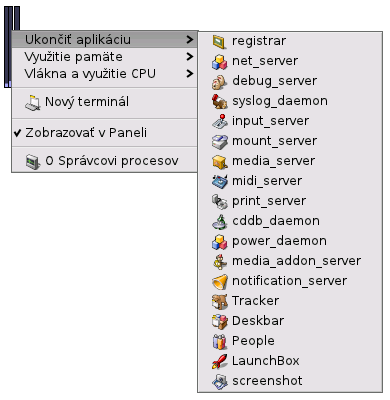 Ukončiť aplikáciu
Využitie pamäte
Vlákna a využitie CPU
Nový terminál
Zobrazovať v Paneli
O Správcovi procesov
registrar
net_server
debug_server
syslog_daemon
input_server
mount_server
media_server
midi_server
print_server
cddb_daemon
power_daemon
media_addon_server
notification_server
Tracker
Deskbar
People
LaunchBox
screenshot